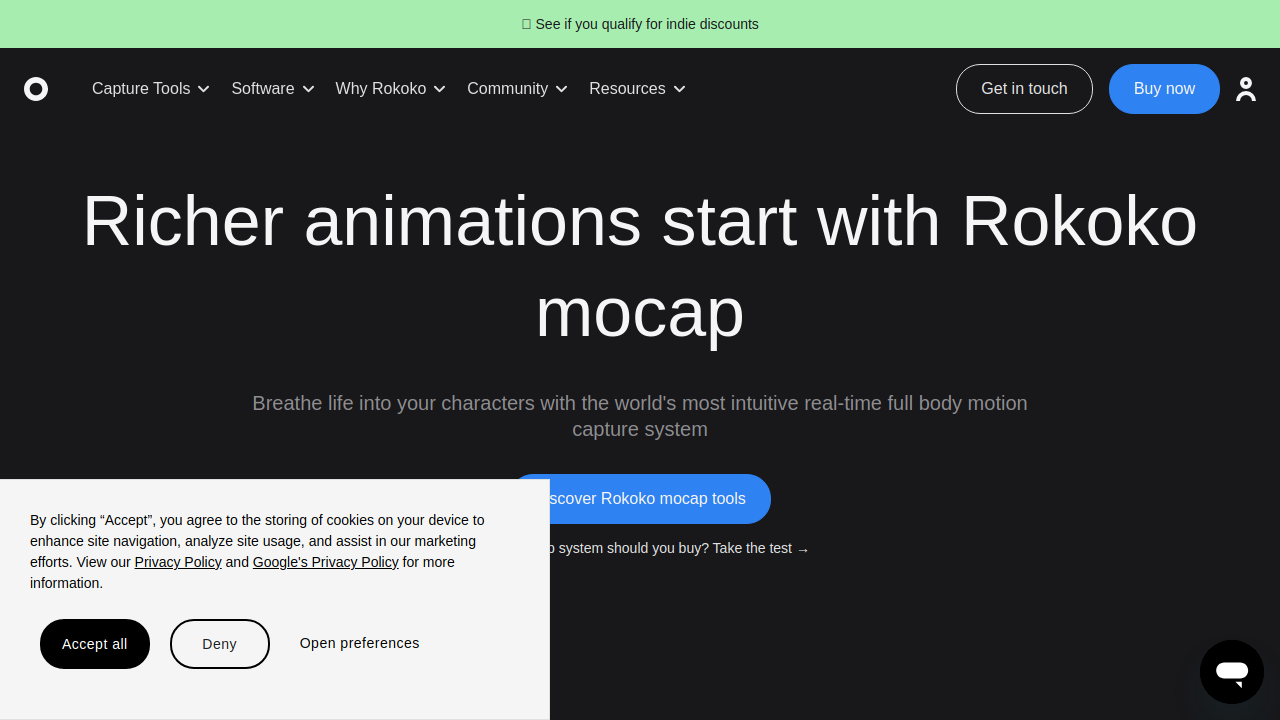 See if you qualify for indie discounts
Capture Tools Software Why Rokoko Community Resources Get in touch Buy now
Richer animations start with Rokoko
mocap
Breathe life into your characters with the world's most intuitive real-time full body motion
capture system
scover Rokoko mocap tools
system should you buy? Take the test →
By clicking “Accept”, you agree to the storing of cookies on your device to
enhance site navigation, analyze site usage, and assist in our marketing
efforts. View our Privacy Policy and Google's Privacy Policy for more
information.
Accept all Deny Open preferences